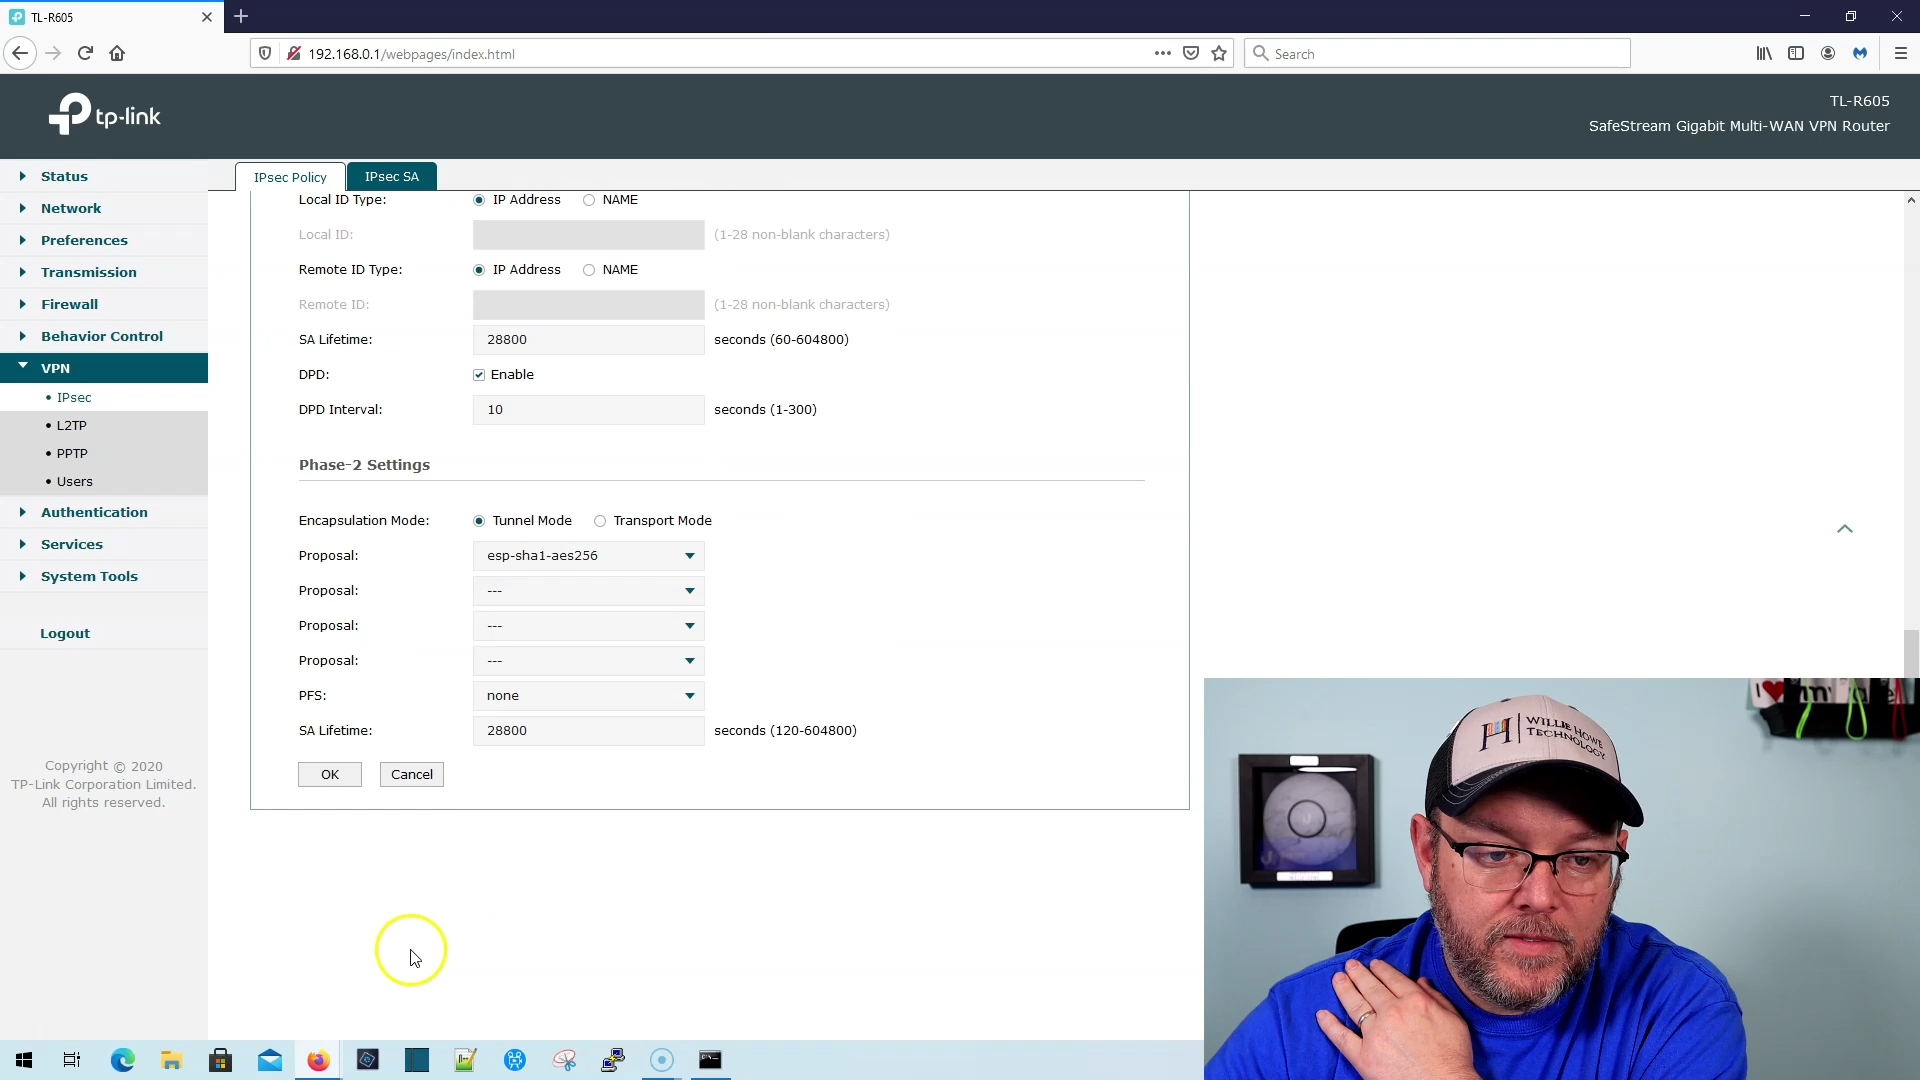 TL-R605
192.168.0.1/webpages/index.html
Search
tp-link
TL-R605
SafeStream Gigabit Multi-WAN VPN Router
Status
Network
Preferences
Transmission
Firewall
Behavior Control
VPN
IPsec
L2TP
PPTP
Users
Authentication
Services
System Tools
Logout
Copyright © 2020
TP-Link Corporation Limited.
All rights reserved.
IPsec Policy
IPsec SA
Local ID Type: IP Address NAME
Local ID: (1-28 non-blank characters)
Remote ID Type: IP Address NAME
Remote ID: (1-28 non-blank characters)
SA Lifetime: 28800 seconds (60-604800)
DPD: Enable
DPD Interval: 10 seconds (1-300)
Phase-2 Settings
Encapsulation Mode: Tunnel Mode Transport Mode
Proposal: esp-sha1-aes256
Proposal: ---
Proposal: ---
Proposal: ---
PFS: none
SA Lifetime: 28800 seconds (120-604800)
OK Cancel
H WILLIE HOWE
TECHNOLOGY